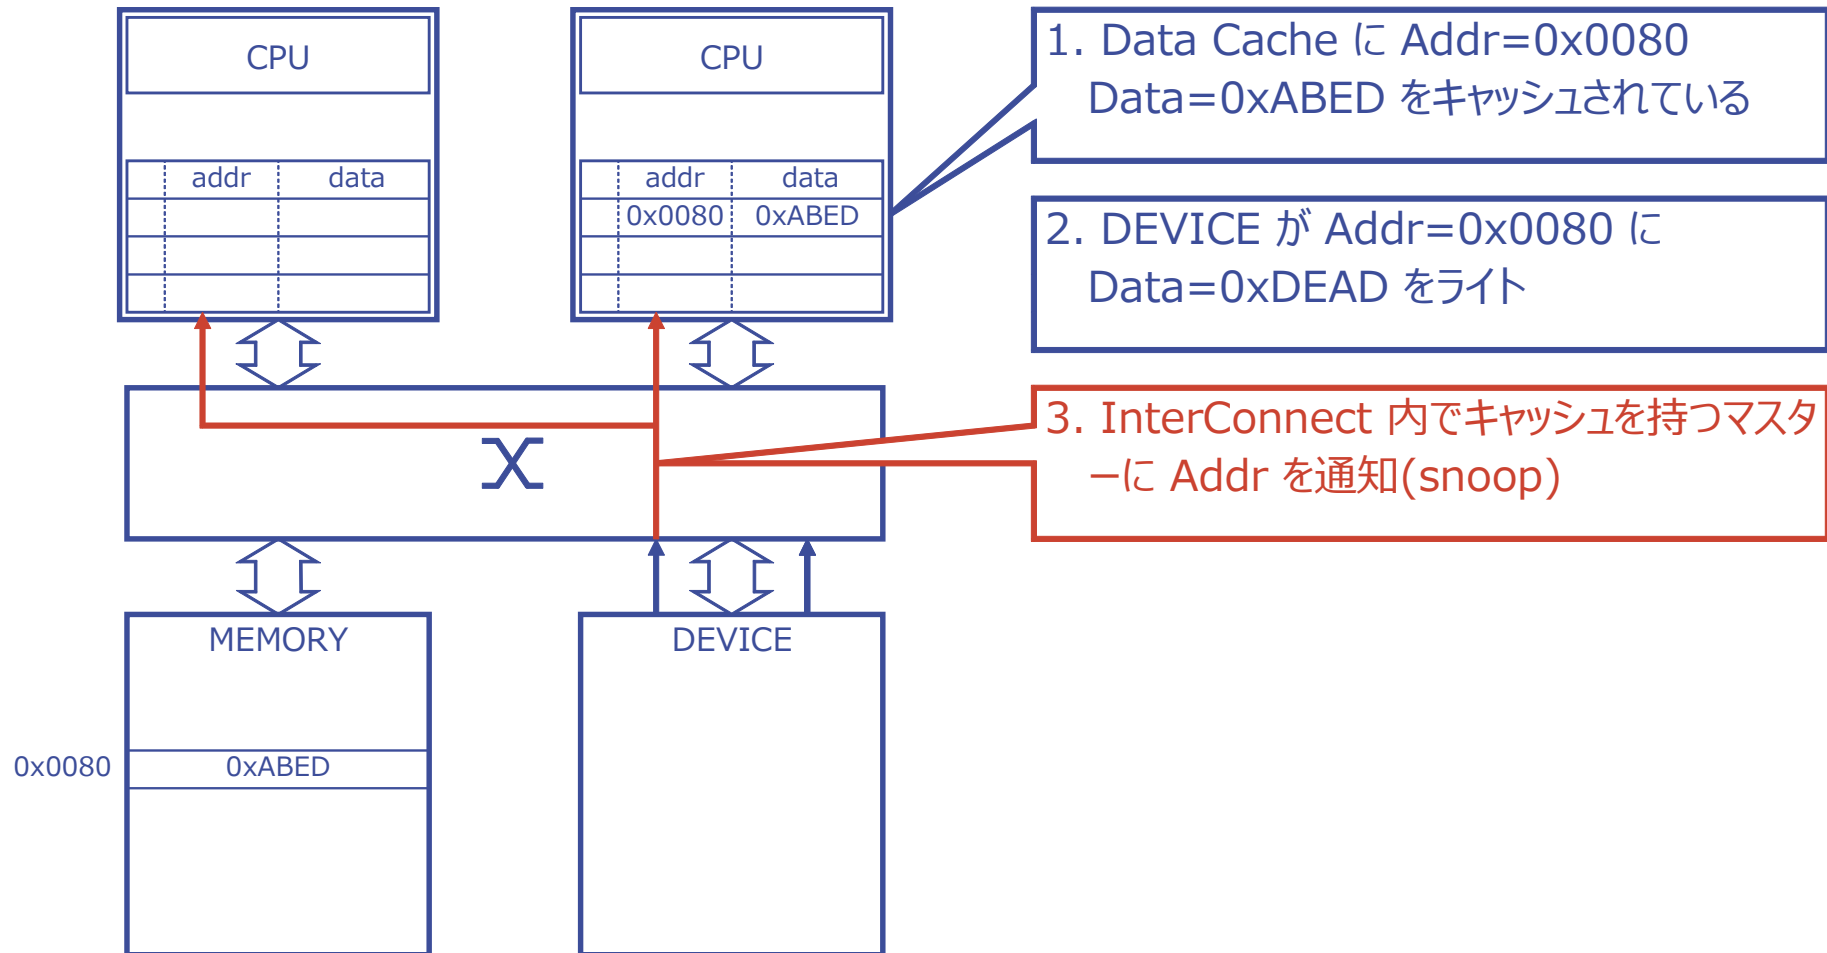 CPU
addr data
CPU
addr data
0x0080 0xABED
1. Data Cache に Addr=0x0080
Data=0xABED をキャッシュされている
2. DEVICE が Addr=0x0080 に
Data=0xDEAD をライト
3. InterConnect 内でキャッシュを持つマスタ
ーに Addr を通知(snoop)
MEMORY
0x0080 0xABED
DEVICE